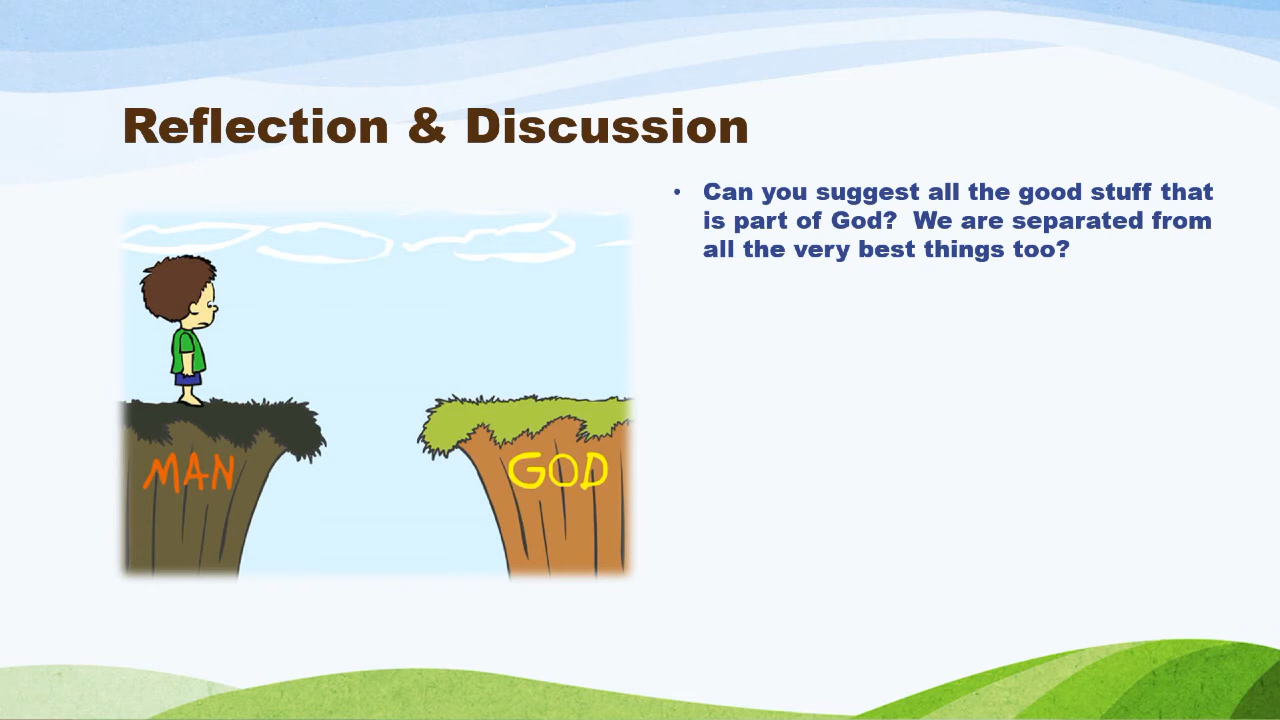 Reflection & Discussion
• Can you suggest all the good stuff that
is part of God?  We are separated from
all the very best things too?
MAN
GOD